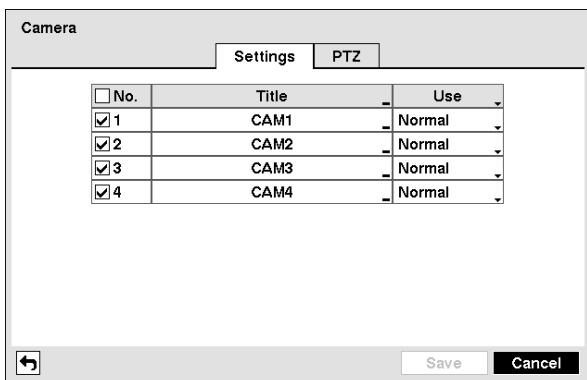 Camera
Settings PTZ
No. Title Use
1 CAM1 Normal
2 CAM2 Normal
3 CAM3 Normal
4 CAM4 Normal
Save Cancel